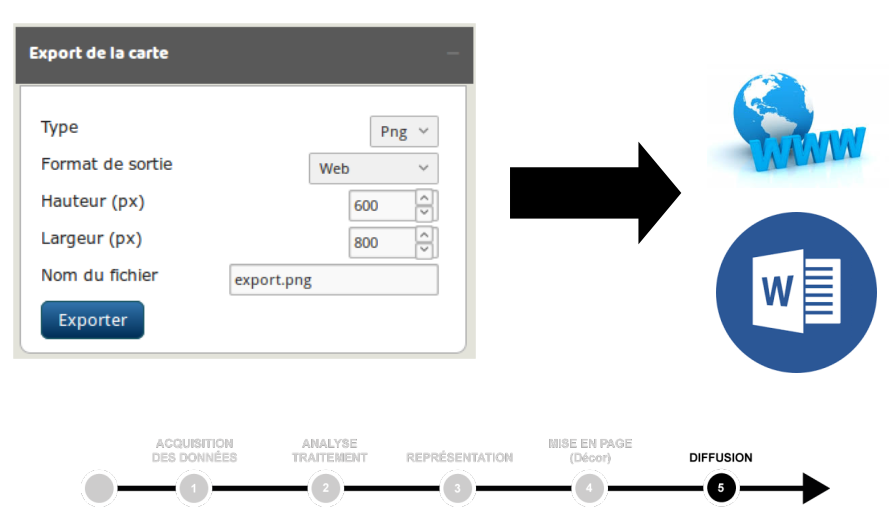 Export de la carte
Type
Png
Format de sortie
Web
Hauteur (px)
600
Largeur (px)
800
Nom du fichier
export.png
Exporter
WWW
W
ACQUISITION
DES DONNÉES
ANALYSE
TRAITEMENT
REPRÉSENTATION
MISE EN PAGE
(Décor)
DIFFUSION
1
2
3
4
5